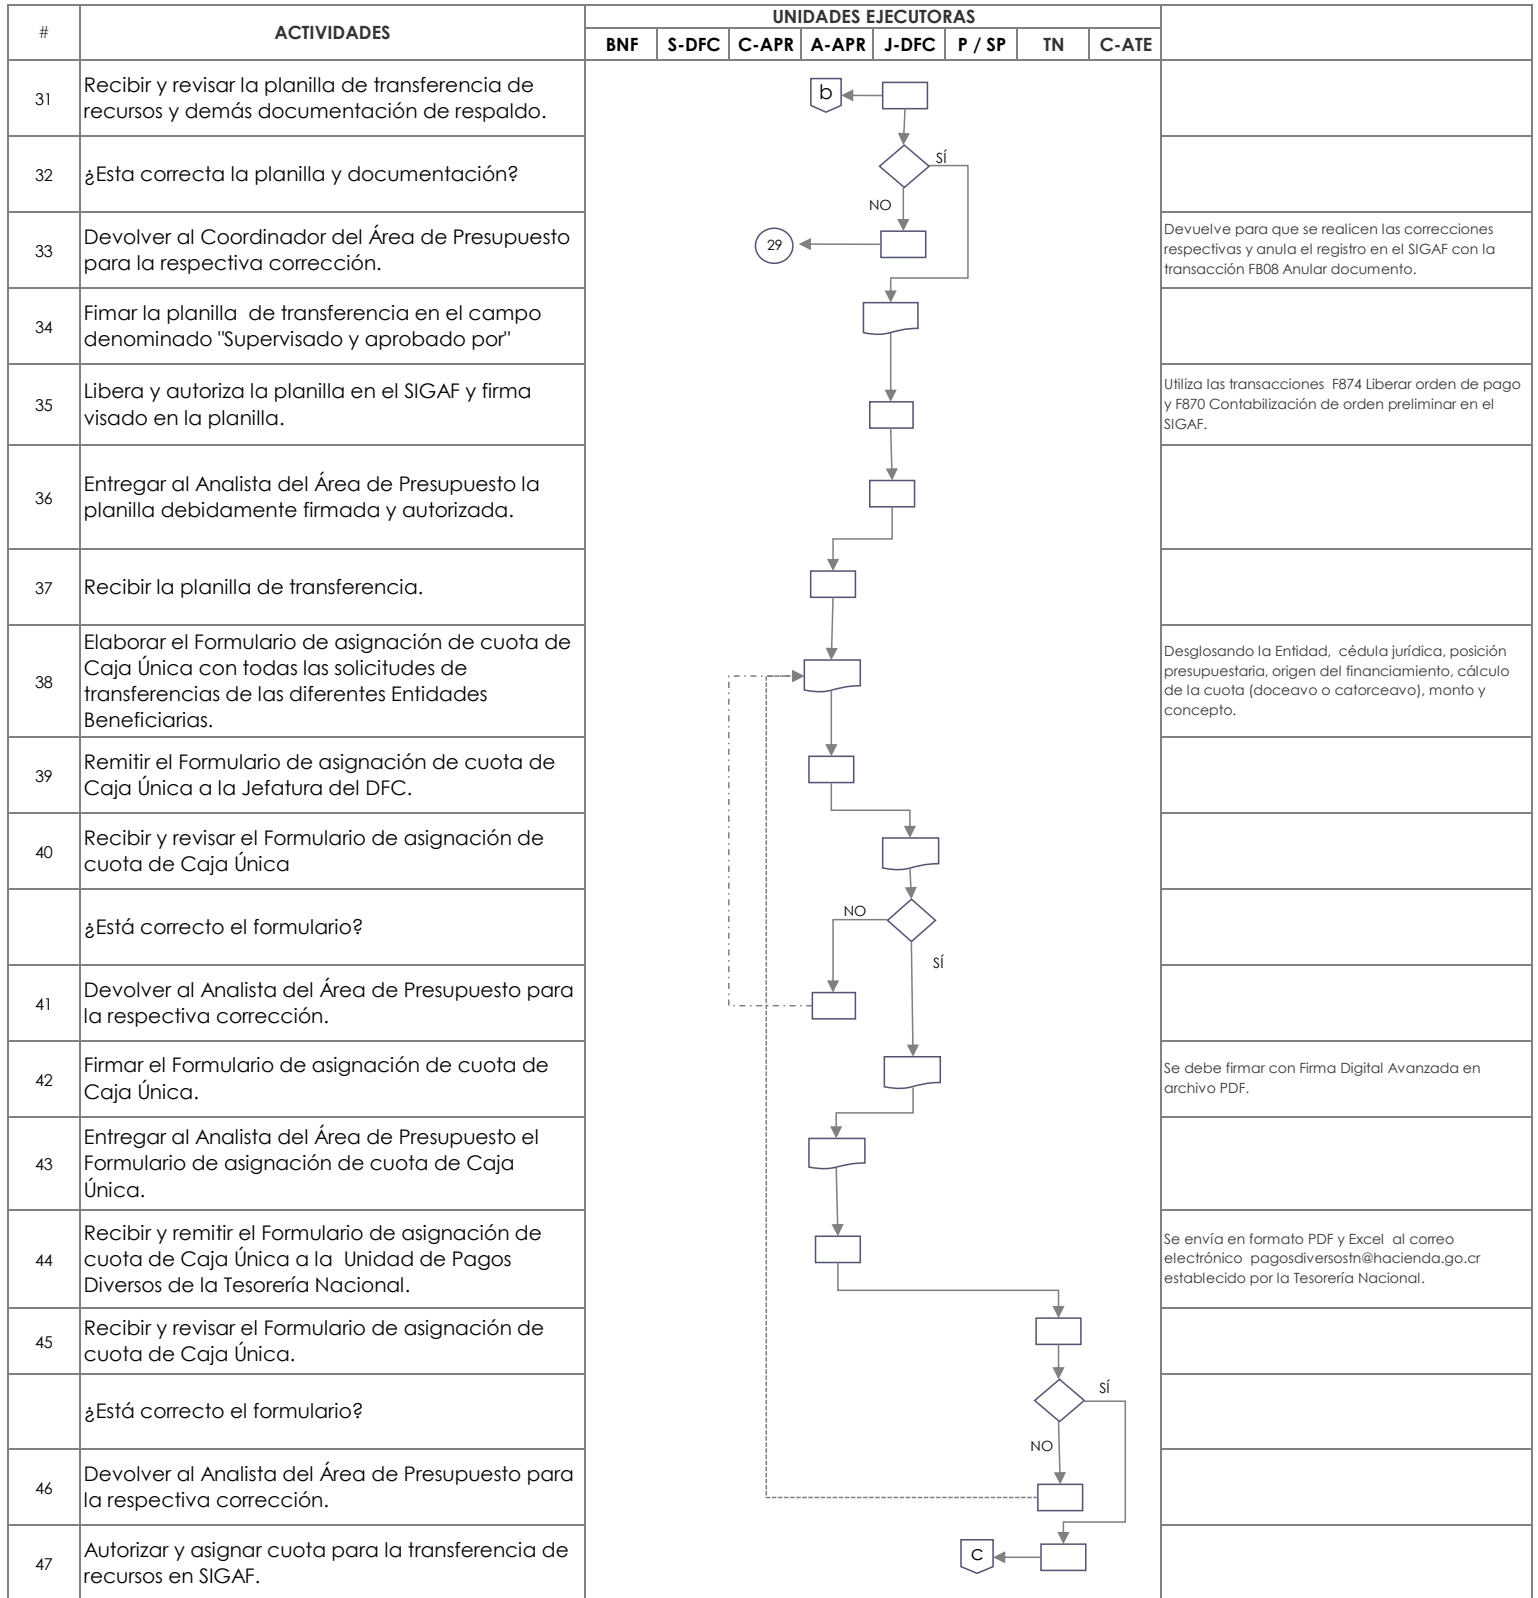 # ACTIVIDADES UNIDADES EJECUTORAS
BNF S-DFC C-APR A-APR J-DFC P / SP TN C-ATE
31 Recibir y revisar la planilla de transferencia de
recursos y demás documentación de respaldo.
b
32 ¿Esta correcta la planilla y documentación?
SÍ
NO
33 Devolver al Coordinador del Área de Presupuesto
para la respectiva corrección.
29
Devuelve para que se realicen las correcciones
respectivas y anula el registro en el SIGAF con la
transacción FB08 Anular documento.
34 Fimar la planilla de transferencia en el campo
denominado "Supervisado y aprobado por"
35 Libera y autoriza la planilla en el SIGAF y firma
visado en la planilla.
Utiliza las transacciones F874 Liberar orden de pago
y F870 Contabilización de orden preliminar en el
SIGAF.
36 Entregar al Analista del Área de Presupuesto la
planilla debidamente firmada y autorizada.
37 Recibir la planilla de transferencia.
38 Elaborar el Formulario de asignación de cuota de
Caja Única con todas las solicitudes de
transferencias de las diferentes Entidades
Beneficiarias.
Desglosando la Entidad, cédula jurídica, posición
presupuestaria, origen del financiamiento, cálculo
de la cuota (doceavo o catorceavo), monto y
concepto.
39 Remitir el Formulario de asignación de cuota de
Caja Única a la Jefatura del DFC.
40 Recibir y revisar el Formulario de asignación de
cuota de Caja Única
¿Está correcto el formulario?
NO
SÍ
41 Devolver al Analista del Área de Presupuesto para
la respectiva corrección.
42 Firmar el Formulario de asignación de cuota de
Caja Única.
Se debe firmar con Firma Digital Avanzada en
archivo PDF.
43 Entregar al Analista del Área de Presupuesto el
Formulario de asignación de cuota de Caja
Única.
44 Recibir y remitir el Formulario de asignación de
cuota de Caja Única a la Unidad de Pagos
Diversos de la Tesorería Nacional.
Se envía en formato PDF y Excel al correo
electrónico pagosdiversostn@hacienda.go.cr
establecido por la Tesorería Nacional.
45 Recibir y revisar el Formulario de asignación de
cuota de Caja Única.
¿Está correcto el formulario?
SÍ
NO
46 Devolver al Analista del Área de Presupuesto para
la respectiva corrección.
47 Autorizar y asignar cuota para la transferencia de
recursos en SIGAF.
C